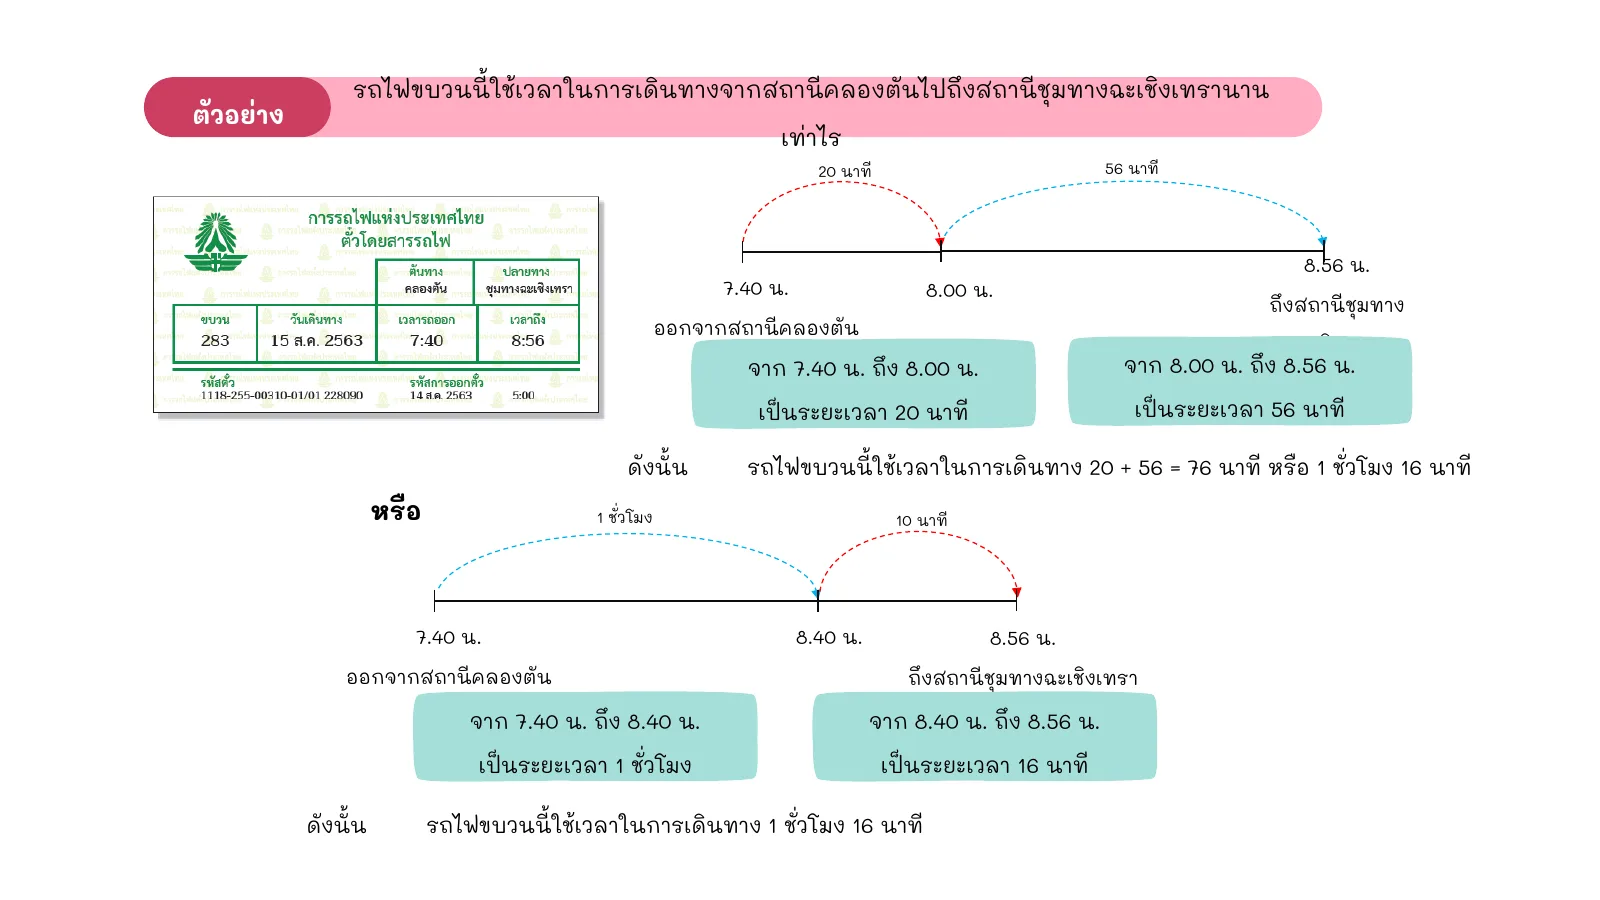 ตัวอย่าง
รถไฟขบวนนี้ใช้เวลาในการเดินทางจากสถานีคลองตันไปถึงสถานีชุมทางฉะเชิงเทรานาน
เท่าไร
การรถไฟแห่งประเทศไทย
ตั๋วโดยสารรถไฟ
ต้นทาง
คลองตัน
ปลายทาง
ชุมทางฉะเชิงเทรา
ขบวน
283
วันเดินทาง
15 ส.ค. 2563
เวลารถออก
7:40
เวลาถึง
8:56
รหัสตั๋ว
1118-255-00310-01/01 228090
รหัสการออกตั๋ว
14 ส.ค. 2563 5:00
20 นาที
56 นาที
7.40 น.
ออกจากสถานีคลองตัน
8.00 น.
8.56 น.
ถึงสถานีชุมทาง
จาก 7.40 น. ถึง 8.00 น.
เป็นระยะเวลา 20 นาที
จาก 8.00 น. ถึง 8.56 น.
เป็นระยะเวลา 56 นาที
ดังนั้น รถไฟขบวนนี้ใช้เวลาในการเดินทาง 20 + 56 = 76 นาที หรือ 1 ชั่วโมง 16 นาที
หรือ
1 ชั่วโมง
10 นาที
7.40 น.
ออกจากสถานีคลองตัน
8.40 น.
8.56 น.
ถึงสถานีชุมทางฉะเชิงเทรา
จาก 7.40 น. ถึง 8.40 น.
เป็นระยะเวลา 1 ชั่วโมง
จาก 8.40 น. ถึง 8.56 น.
เป็นระยะเวลา 16 นาที
ดังนั้น รถไฟขบวนนี้ใช้เวลาในการเดินทาง 1 ชั่วโมง 16 นาที